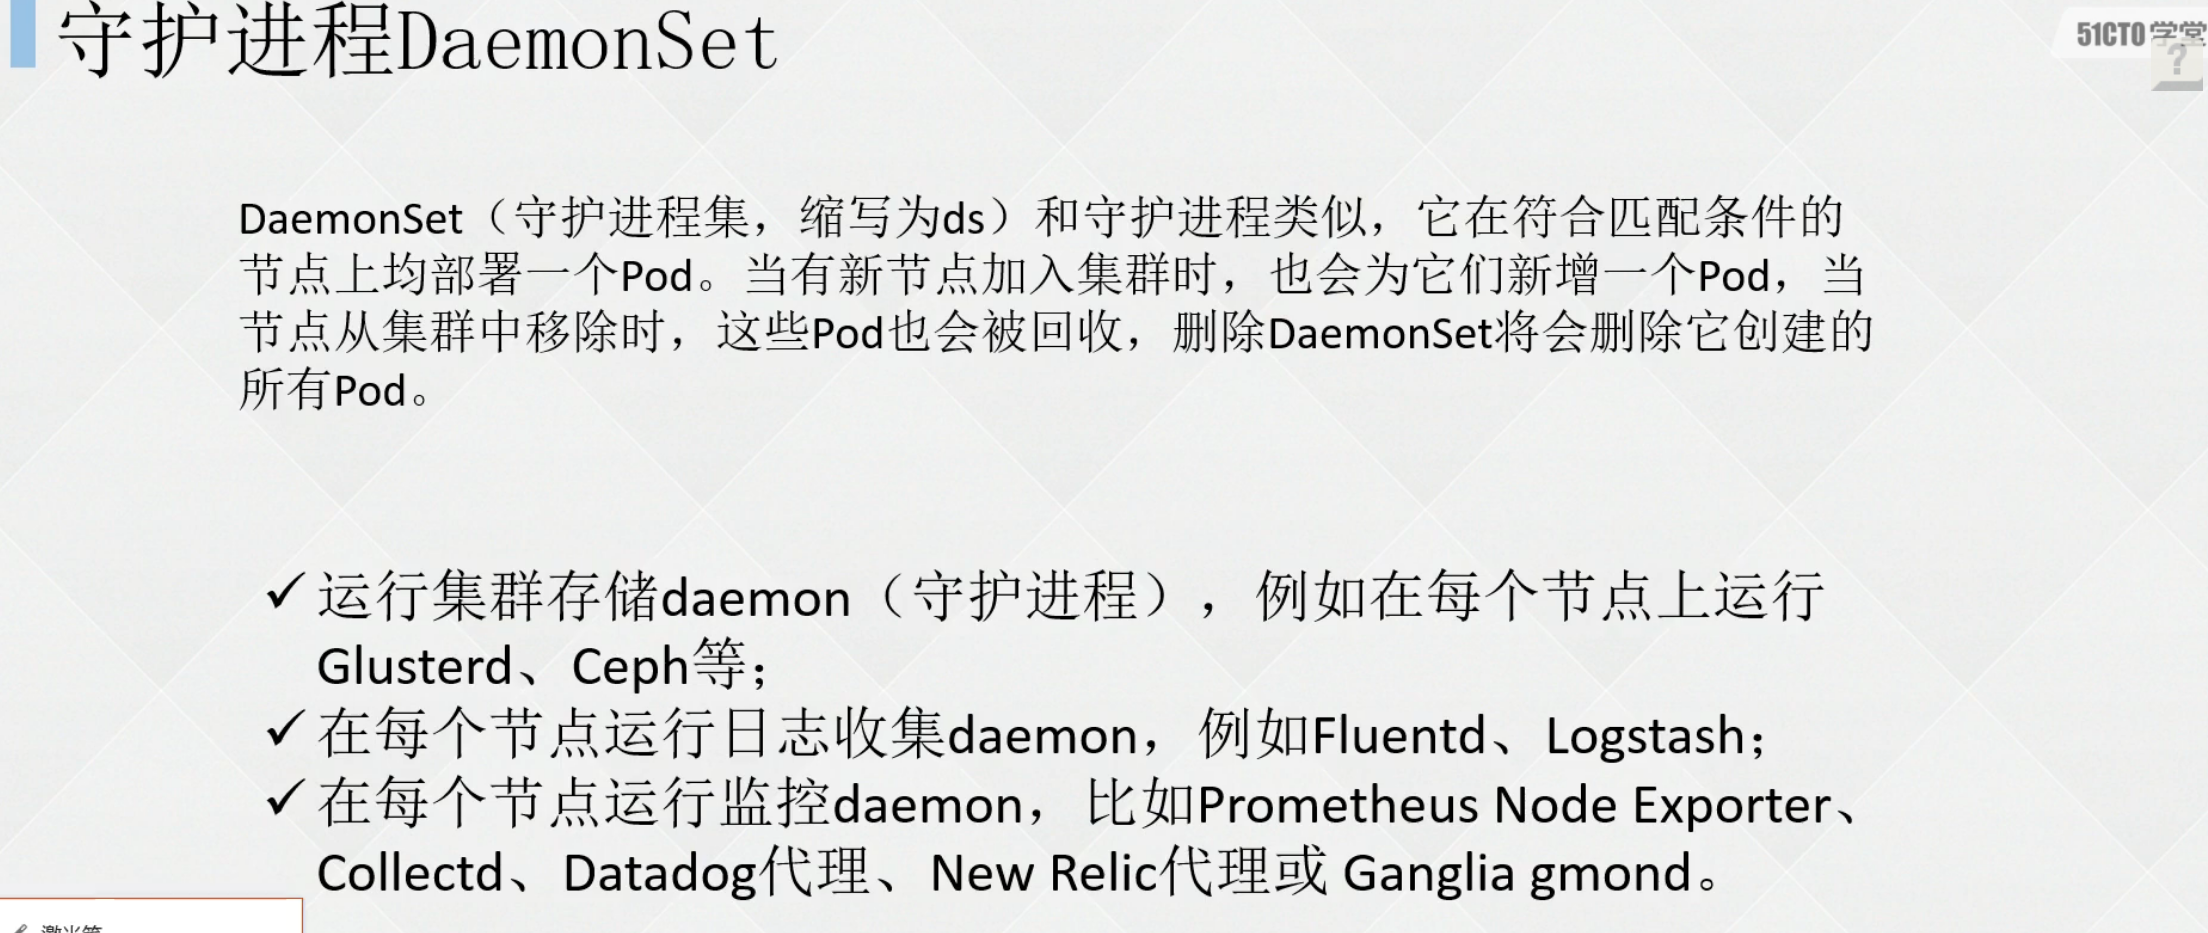 守护进程DaemonSet
51CTO学堂
?
DaemonSet（守护进程集，缩写为ds）和守护进程类似，它在符合匹配条件的
节点上均部署一个Pod。当有新节点加入集群时，也会为它们新增一个Pod，当
节点从集群中移除时，这些Pod也会被回收，删除DaemonSet将会删除它创建的
所有Pod。
✓运行集群存储daemon（守护进程），例如在每个节点上运行
Glusterd、Ceph等；
✓在每个节点运行日志收集daemon，例如Fluentd、Logstash；
✓在每个节点运行监控daemon，比如Prometheus Node Exporter、
Collectd、Datadog代理、New Relic代理或 Ganglia gmond。
激光笔